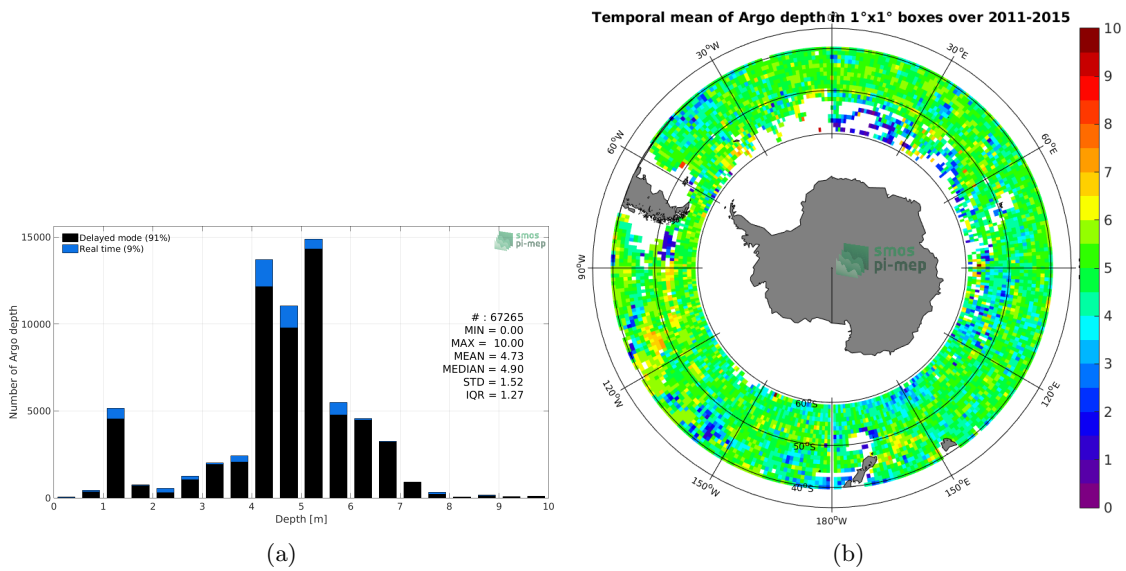 Temporal mean of Argo depth in 1°x1° boxes over 2011-2015
Delayed mode (91%)
Real time (9%)
smos
pi-mep
# : 67265
MIN = 0.00
MAX = 10.00
MEAN = 4.73
MEDIAN = 4.90
STD = 1.52
IQR = 1.27
Number of Argo depth
15000
10000
5000
0
0 1 2 3 4 5 6 7 8 9 10
Depth [m]
(a)
30°W
30°E
60°W
60°E
90°W
120°W
120°E
150°W
150°E
180°W
60°S
50°S
40°S
smos
pi-mep
10
9
8
7
6
5
4
3
2
1
0
(b)